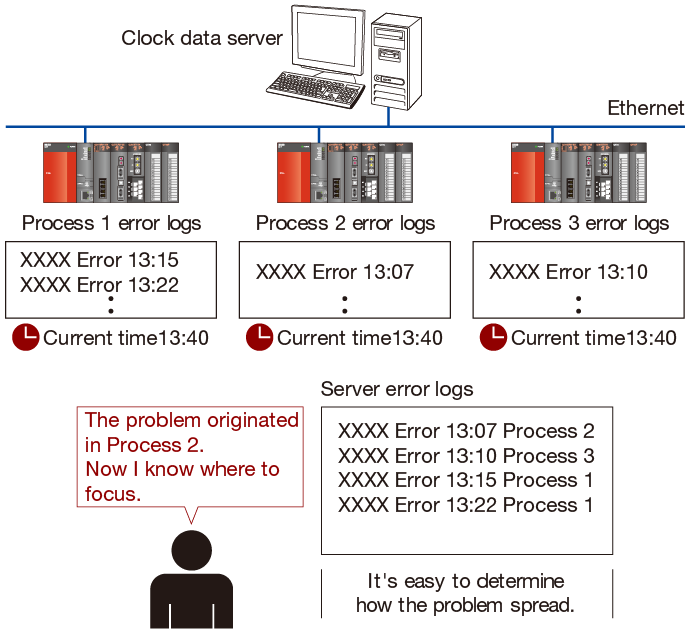 Clock data server
Ethernet
Process 1 error logs
XXXX Error 13:15
XXXX Error 13:22
Current time13:40
Process 2 error logs
XXXX Error 13:07
Current time13:40
Process 3 error logs
XXXX Error 13:10
Current time13:40
The problem originated
in Process 2.
Now I know where to
focus.
Server error logs
XXXX Error 13:07 Process 2
XXXX Error 13:10 Process 3
XXXX Error 13:15 Process 1
XXXX Error 13:22 Process 1
It's easy to determine
how the problem spread.